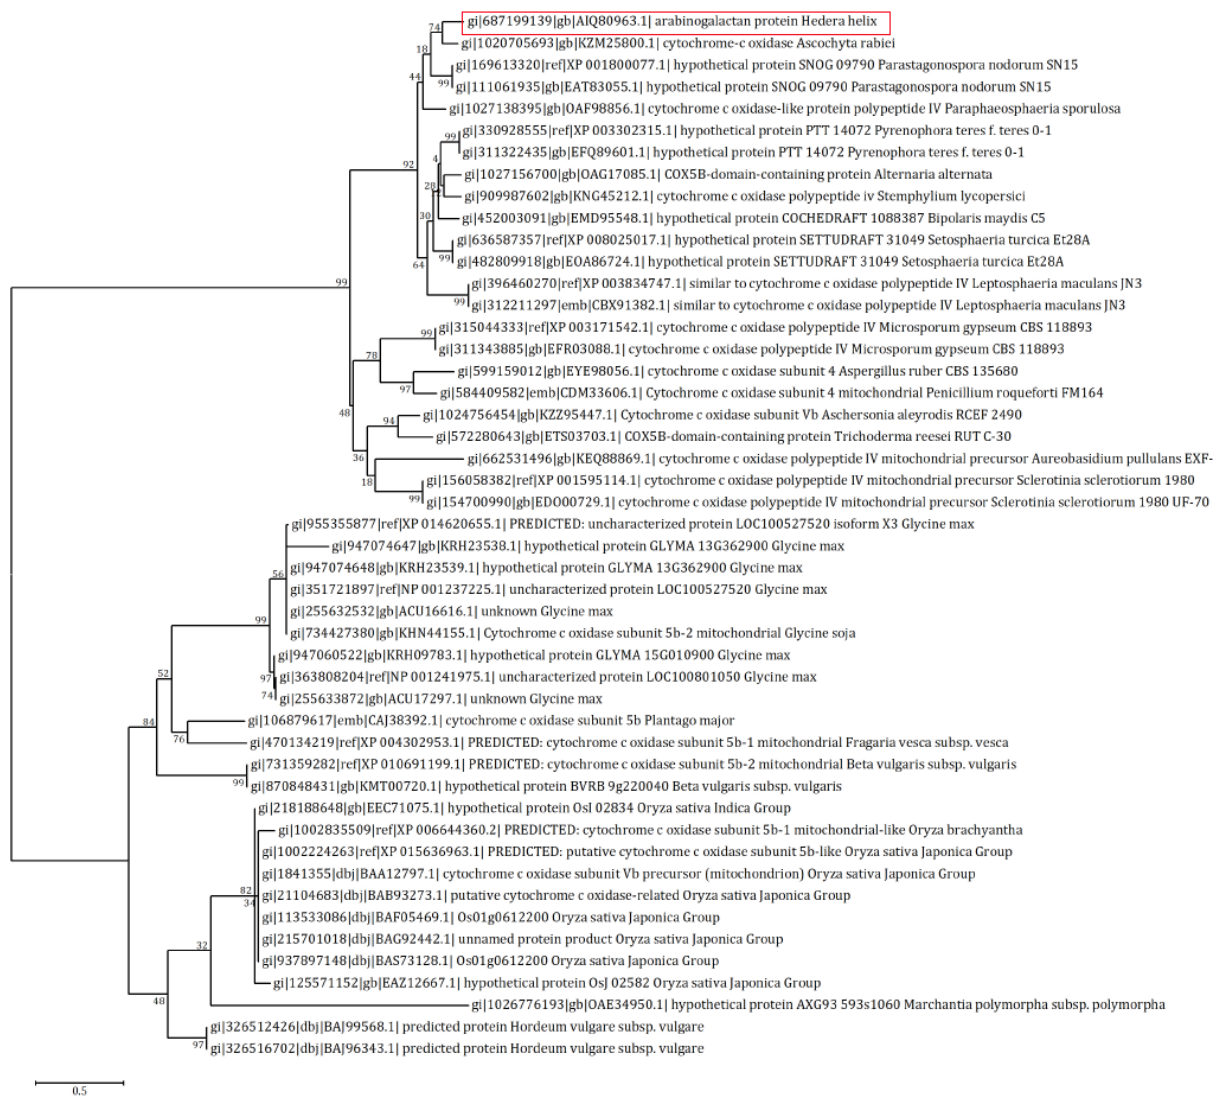 gi|687199139|gb|AIQ80963.1| arabinogalactan protein Hedera helix
74
gi|1020705693|gb|KZM25800.1| cytochrome-c oxidase Ascochyta rabiei
18
gi|169613320|ref|XP 001800077.1| hypothetical protein SNOG 09790 Parastagonospora nodorum SN15
44
99
gi|111061935|gb|EAT83055.1| hypothetical protein SNOG 09790 Parastagonospora nodorum SN15
gi|1027138395|gb|OAF98856.1| cytochrome c oxidase-like protein polypeptide IV Paraphaeosphaeria sporulosa
gi|330928555|ref|XP 003302315.1| hypothetical protein PTT 14072 Pyrenophora teres f. teres 0-1
99
gi|311322435|gb|EFQ89601.1| hypothetical protein PTT 14072 Pyrenophora teres f. teres 0-1
92
4
gi|1027156700|gb|OAG17085.1| COX5B-domain-containing protein Alternaria alternata
28
gi|909987602|gb|KNG45212.1| cytochrome c oxidase polypeptide iv Stemphylium lycopersici
30
gi|452003091|gb|EMD95548.1| hypothetical protein COCHEDRAFT 1088387 Bipolaris maydis C5
gi|636587357|ref|XP 008025017.1| hypothetical protein SETTUDRAFT 31049 Setosphaeria turcica Et28A
64
99
gi|482809918|gb|EOA86724.1| hypothetical protein SETTUDRAFT 31049 Setosphaeria turcica Et28A
99
gi|396460270|ref|XP 003834747.1| similar to cytochrome c oxidase polypeptide IV Leptosphaeria maculans JN3
99
gi|312211297|emb|CBX91382.1| similar to cytochrome c oxidase polypeptide IV Leptosphaeria maculans JN3
gi|315044333|ref|XP 003171542.1| cytochrome c oxidase polypeptide IV Microsporum gypseum CBS 118893
99
gi|311343885|gb|EFR03088.1| cytochrome c oxidase polypeptide IV Microsporum gypseum CBS 118893
78
gi|599159012|gb|EYE98056.1| cytochrome c oxidase subunit 4 Aspergillus ruber CBS 135680
97
gi|584409582|emb|CDM33606.1| Cytochrome c oxidase subunit 4 mitochondrial Penicillium roqueforti FM164
48
gi|1024756454|gb|KZZ95447.1| Cytochrome c oxidase subunit Vb Aschersonia aleyrodis RCEF 2490
94
gi|572280643|gb|ETS03703.1| COX5B-domain-containing protein Trichoderma reesei RUT C-30
36
gi|662531496|gb|KEQ88869.1| cytochrome c oxidase polypeptide IV mitochondrial precursor Aureobasidium pullulans EXF-
18
gi|156058382|ref|XP 001595114.1| cytochrome c oxidase polypeptide IV mitochondrial precursor Sclerotinia sclerotiorum 1980
99
gi|154700990|gb|EDO00729.1| cytochrome c oxidase polypeptide IV mitochondrial precursor Sclerotinia sclerotiorum 1980 UF-70
gi|955355877|ref|XP 014620655.1| PREDICTED: uncharacterized protein LOC100527520 isoform X3 Glycine max
gi|947074647|gb|KRH23538.1| hypothetical protein GLYMA 13G362900 Glycine max
56
gi|947074648|gb|KRH23539.1| hypothetical protein GLYMA 13G362900 Glycine max
gi|351721897|ref|NP 001237225.1| uncharacterized protein LOC100527520 Glycine max
gi|255632532|gb|ACU16616.1| unknown Glycine max
99
gi|734427380|gb|KHN44155.1| Cytochrome c oxidase subunit 5b-2 mitochondrial Glycine soja
gi|947060522|gb|KRH09783.1| hypothetical protein GLYMA 15G010900 Glycine max
52
97
gi|363808204|ref|NP 001241975.1| uncharacterized protein LOC100801050 Glycine max
74
gi|255633872|gb|ACU17297.1| unknown Glycine max
84
gi|106879617|emb|CAJ38392.1| cytochrome c oxidase subunit 5b Plantago major
76
gi|470134219|ref|XP 004302953.1| PREDICTED: cytochrome c oxidase subunit 5b-1 mitochondrial Fragaria vesca subsp. vesca
gi|731359282|ref|XP 010691199.1| PREDICTED: cytochrome c oxidase subunit 5b-2 mitochondrial Beta vulgaris subsp. vulgaris
99
gi|870848431|gb|KMT00720.1| hypothetical protein BVRB 9g220040 Beta vulgaris subsp. vulgaris
gi|218188648|gb|EEC71075.1| hypothetical protein OsI 02834 Oryza sativa Indica Group
gi|1002835509|ref|XP 006644360.2| PREDICTED: cytochrome c oxidase subunit 5b-1 mitochondrial-like Oryza brachyantha
gi|1002224263|ref|XP 015636963.1| PREDICTED: putative cytochrome c oxidase subunit 5b-like Oryza sativa Japonica Group
gi|1841355|dbj|BAA12797.1| cytochrome c oxidase subunit Vb precursor (mitochondrion) Oryza sativa Japonica Group
82
gi|21104683|dbj|BAB93273.1| putative cytochrome c oxidase-related Oryza sativa Japonica Group
34
gi|113533086|dbj|BAF05469.1| Os01g0612200 Oryza sativa Japonica Group
32
gi|215701018|dbj|BAG92442.1| unnamed protein product Oryza sativa Japonica Group
gi|937897148|dbj|BAS73128.1| Os01g0612200 Oryza sativa Japonica Group
gi|125571152|gb|EAZ12667.1| hypothetical protein OsJ 02582 Oryza sativa Japonica Group
48
gi|1026776193|gb|OAE34950.1| hypothetical protein AXG93 593s1060 Marchantia polymorpha subsp. polymorpha
gi|326512426|dbj|BAJ99568.1| predicted protein Hordeum vulgare subsp. vulgare
97
gi|326516702|dbj|BAJ96343.1| predicted protein Hordeum vulgare subsp. vulgare
0.5